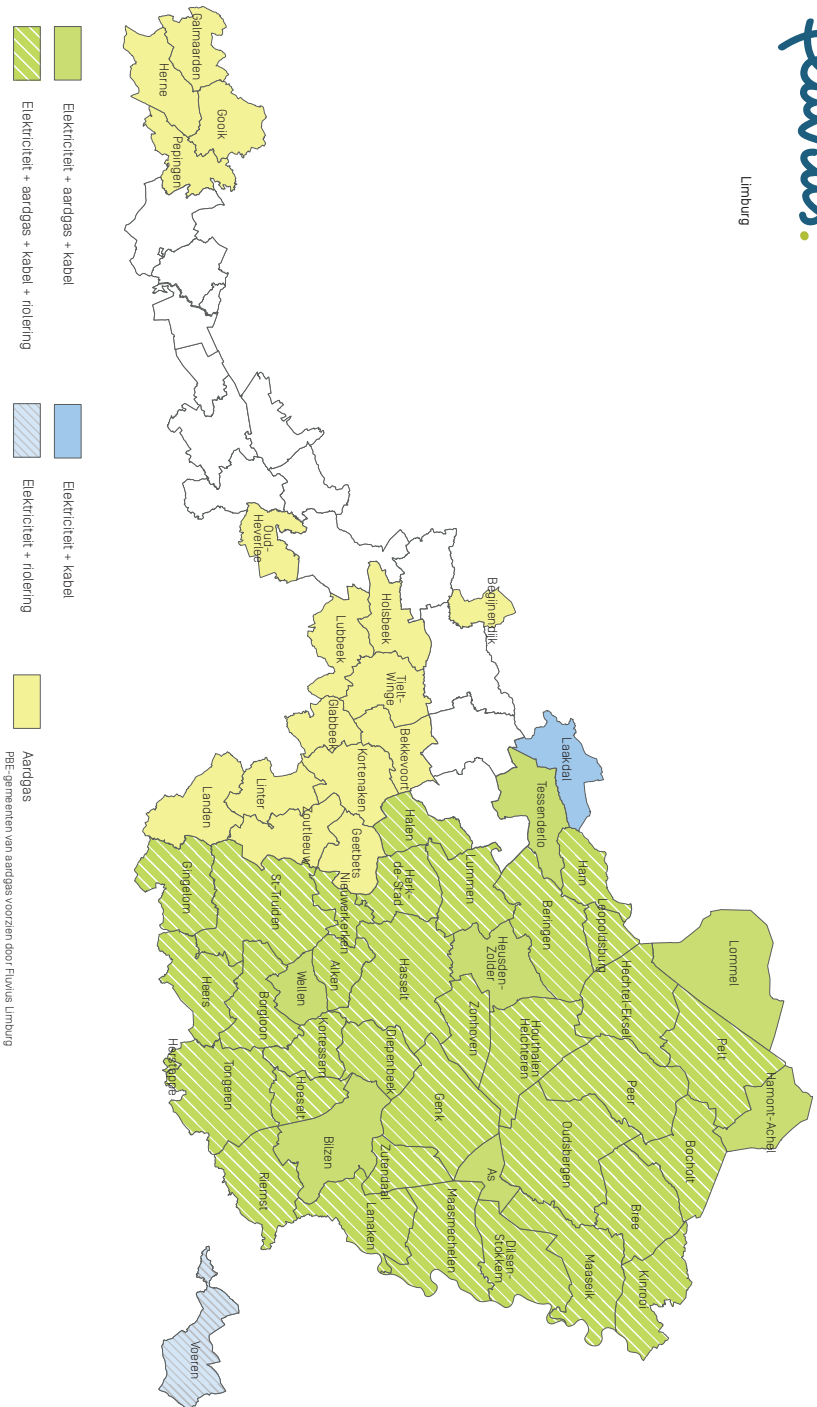 fluvius.
Limburg
Galmaarden
Herne
Gooik
Pepingen
Oud-
Heverlee
Begijnendijk
Holsbeek
Lubbeek
Tielt-
Winge
Glabbeek
Bekkevoort
Kortenaken
Linter
Landen
Zoutleeuw
Geetbets
Laakdal
Tessenderlo
Ham
Leopoldsburg
Lommel
Halen
Herk-
de-Stad
Lummen
Beringen
Heusden-
Zolder
Hechtel-Eksel
Pelt
Hamont-Achel
Gingelom
St-Truiden
Nieuwerkerken
Alken
Hasselt
Zonhoven
Houthalen
Helchteren
Peer
Bocholt
Heers
Borgloon
Wellen
Kortessem
Diepenbeek
Genk
Oudsbergen
Bree
Kinrooi
Herstappe
Tongeren
Hoeselt
Bilzen
Zutendaal
As
Maaseik
Riemst
Lanaken
Maasmechelen
Dilsen-
Stokkem
Voeren
Elektriciteit + aardgas + kabel
Elektriciteit + kabel
Elektriciteit + aardgas + kabel + riolering
Elektriciteit + riolering
Aardgas
PBE-gemeenten van aardgas voorzien door Fluvius Limburg